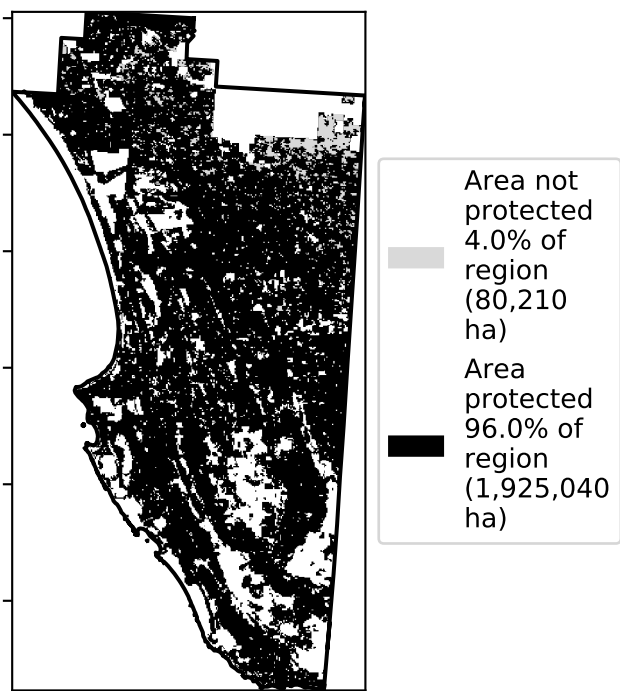 Area not
protected
4.0% of
region
(80,210
ha)
Area
protected
96.0% of
region
(1,925,040
ha)